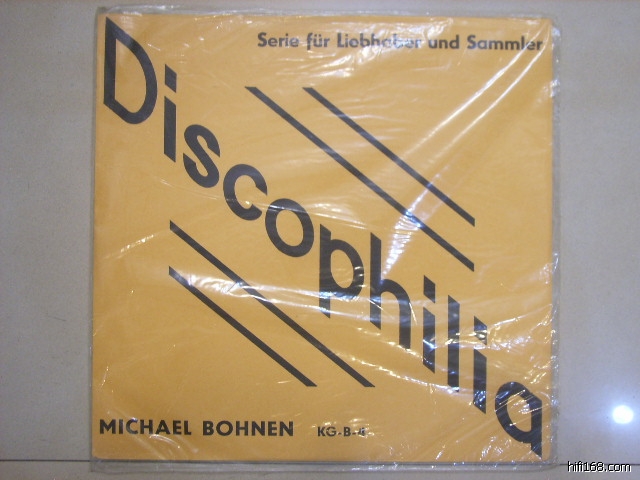 Serie für Liebhaber und Sammler
Discophilia
MICHAEL BOHNEN KG-B-4
hifi168.com